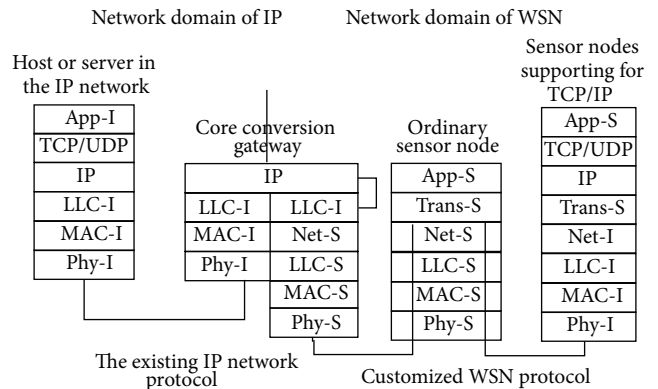 Network domain of IP
Network domain of WSN
Host or server in
the IP network
App-I
TCP/UDP
IP
LLC-I
MAC-I
Phy-I
Core conversion
gateway
IP
LLC-I LLC-I
MAC-I Net-S
Phy-I LLC-S
MAC-S
Phy-S
Ordinary
sensor node
App-S
Trans-S
Net-S
LLC-S
MAC-S
Phy-S
Sensor nodes
supporting for
TCP/IP
App-S
TCP/UDP
IP
Trans-S
Net-I
LLC-I
MAC-I
Phy-I
The existing IP network
protocol
Customized WSN protocol